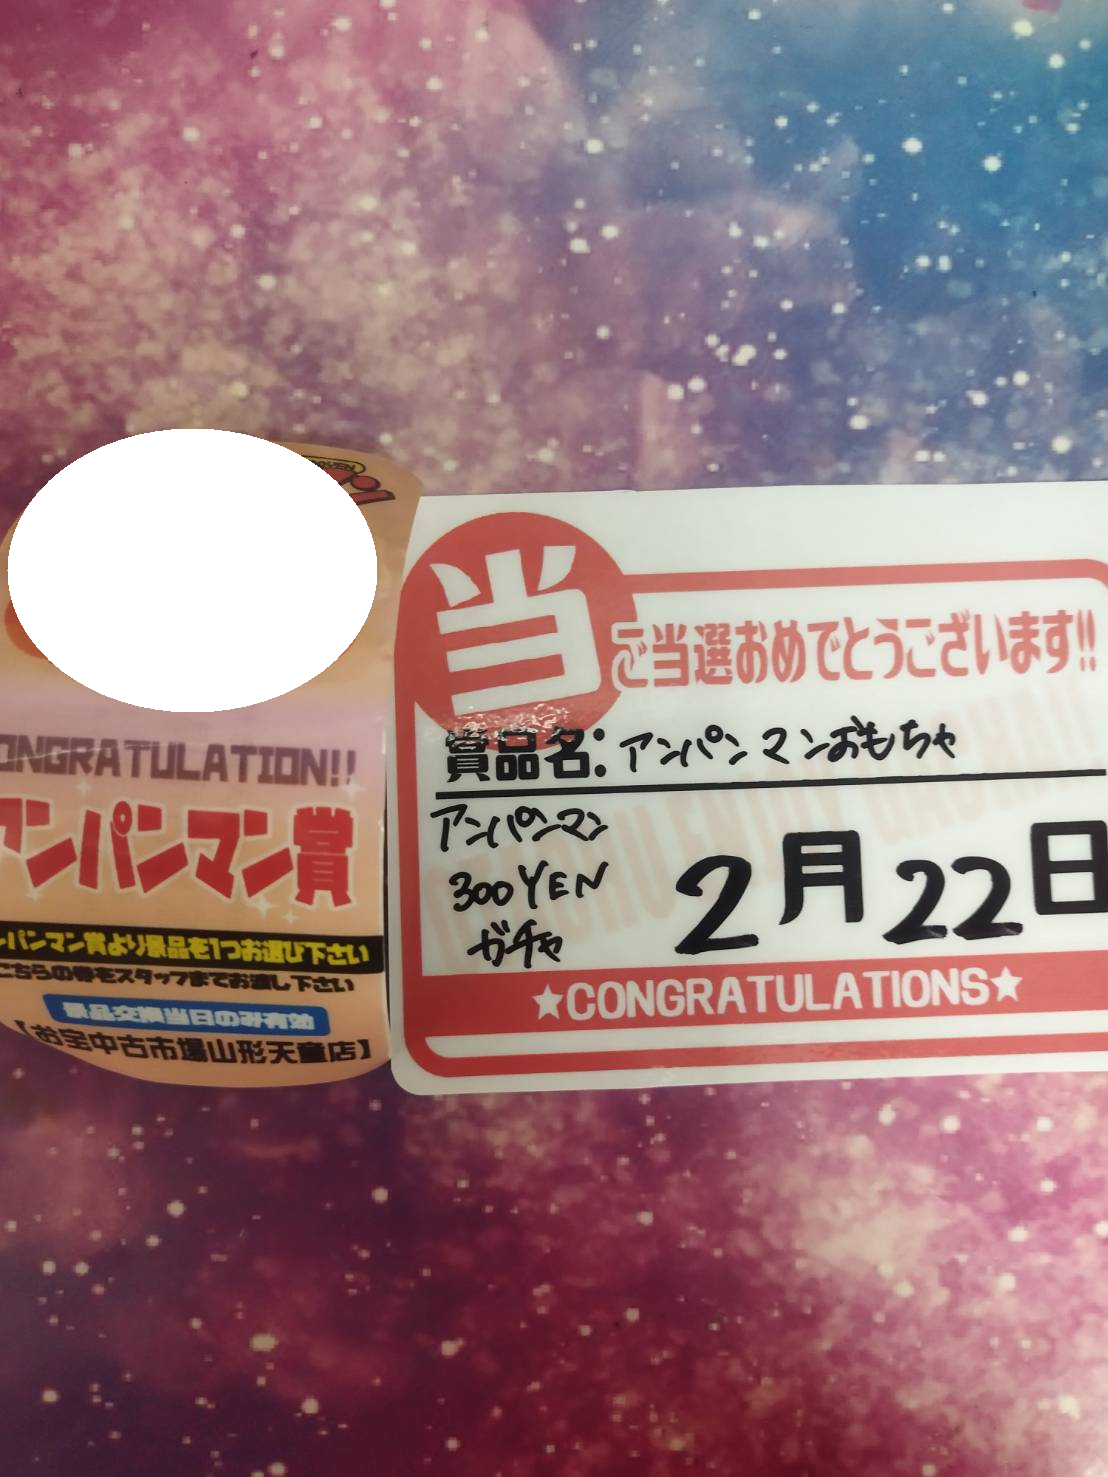 ONGRATULATION!!
アンパンマン賞
ンパンマン賞より景品を1つお選び下さい
こちらの券をスタッフまでお渡し下さい
景品交換当日のみ有効
【お宝中古市場山形天童店】
当
ご当選おめでとうございます!!
賞品名:アンパンマンおもちゃ
アンパンマン
300YEN
ガチャ
2月22日
★CONGRATULATIONS★